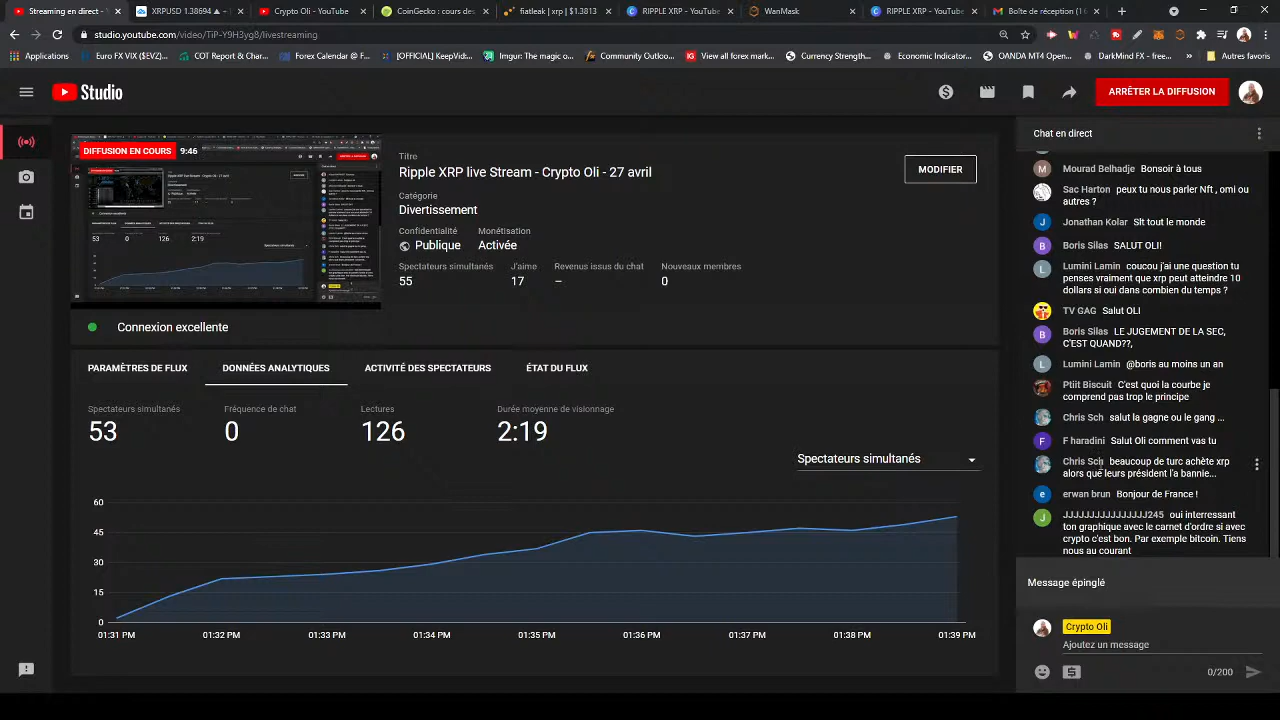 Streaming en direct - YouTube
XRPUSD 1.38694
Crypto Oli - YouTube
CoinGecko : cours des
fiatleak | xrp | $1.3813
RIPPLE XRP - YouTube
WanMask
RIPPLE XRP - YouTube
Boîte de réception
studio.youtube.com/video/TiP-Y9H3yg8/livestreaming
Applications
Euro FX VIX ($EVZ)...
COT Report & Char...
Forex Calendar @ F...
[OFFICIAL] KeepVid...
Imgur: The magic o...
Community Outloo...
View all forex mark...
Currency Strength...
Economic Indicator...
OANDA MT4 Open...
DarkMind FX - free...
Autres favoris
Studio
ARRÊTER LA DIFFUSION
DIFFUSION EN COURS 9:46
Titre
Ripple XRP live Stream - Crypto Oli - 27 avril
MODIFIER
Catégorie
Divertissement
Confidentialité Monétisation
Publique Activée
Spectateurs simultanés J'aime Revenus issus du chat Nouveaux membres
55 17 – 0
Connexion excellente
PARAMÈTRES DE FLUX DONNÉES ANALYTIQUES ACTIVITÉ DES SPECTATEURS ÉTAT DU FLUX
Spectateurs simultanés Fréquence de chat Lectures Durée moyenne de visionnage
53 0 126 2:19
Spectateurs simultanés
60
45
30
15
0
01:31 PM 01:32 PM 01:33 PM 01:34 PM 01:35 PM 01:36 PM 01:37 PM 01:38 PM 01:39 PM
Chat en direct
Mourad Belhadje Bonsoir à tous
Sac Harton peux tu nous parler Nft , omi ou
autres ?
Jonathan Kolar Slt tout le monde
Boris Silas SALUT OLI!
Lumini Lamin coucou j'ai une question tu
penses vraiment que xrp peut atteindre 10
dollars si oui dans combien du temps ?
TV GAG Salut OLI
Boris Silas LE JUGEMENT DE LA SEC,
C'EST QUAND??,
Lumini Lamin @boris au moins un an
Ptiit Biscuit C'est quoi la courbe je
comprend pas trop le principe
Chris Sch salut la gagne ou le gang ...
F haradini Salut Oli comment vas tu
Chris Sch beaucoup de turc achète xrp
alors que leurs président l'a bannie...
erwan brun Bonjour de France !
JJJJJJJJJJJJJJJJ245 oui interressant
ton graphique avec le carnet d'ordre si avec
crypto c'est bon. Par exemple bitcoin. Tiens
nous au courant
Message épinglé
Crypto Oli
Ajoutez un message
0/200